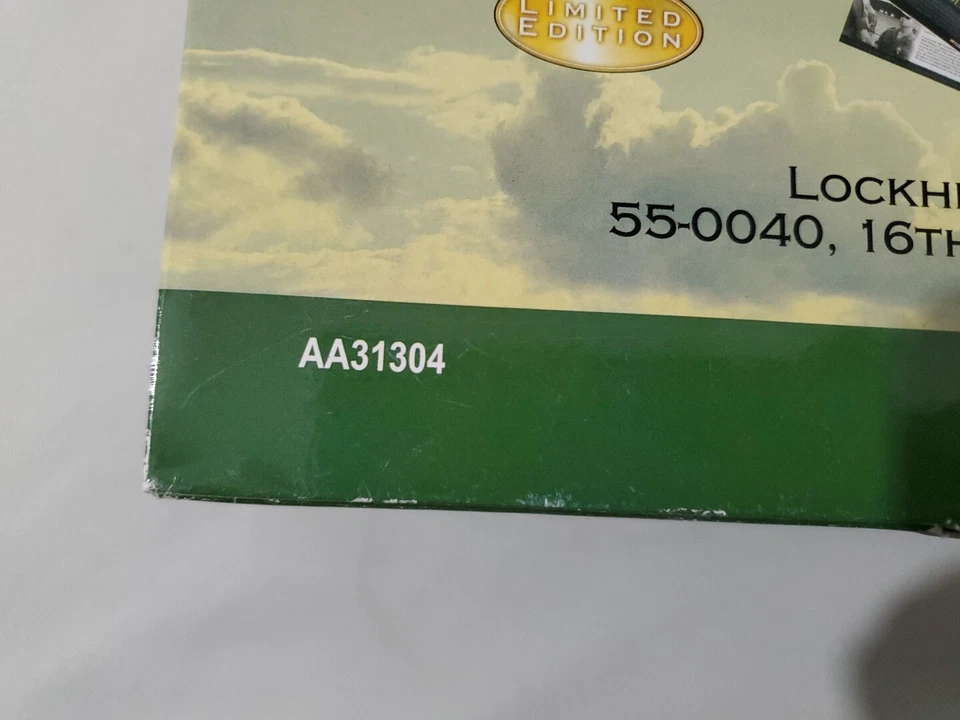 LIMITED
EDITION
LOCKH
55-0040, 16TH
AA31304